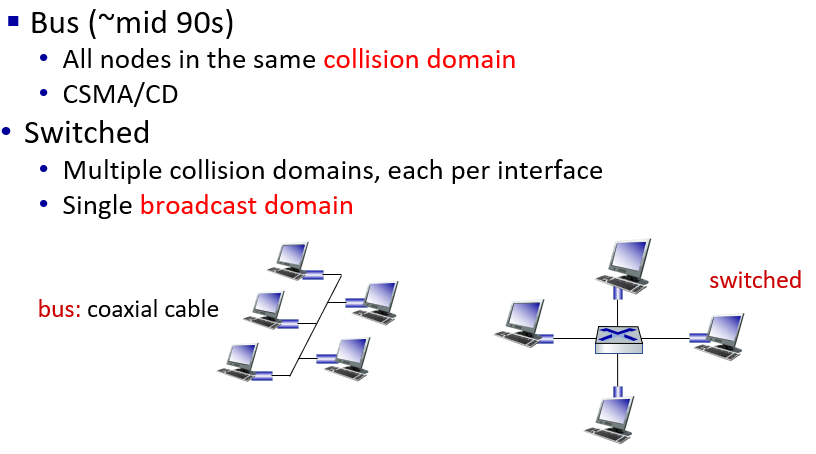 ▪ Bus (~mid 90s)
• All nodes in the same collision domain
• CSMA/CD
• Switched
• Multiple collision domains, each per interface
• Single broadcast domain
bus: coaxial cable
switched